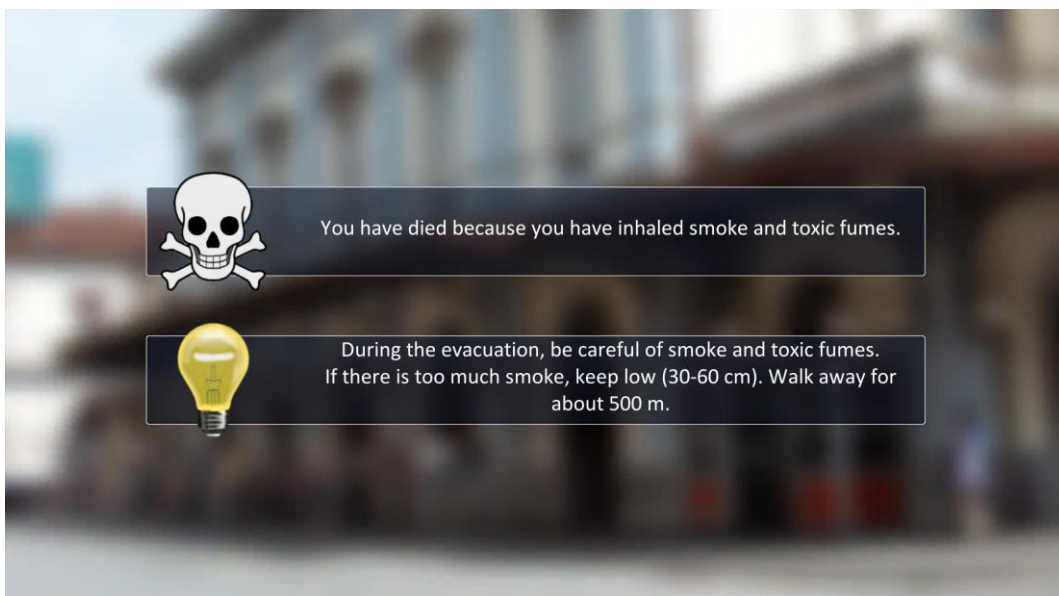 You have died because you have inhaled smoke and toxic fumes.
During the evacuation, be careful of smoke and toxic fumes.
If there is too much smoke, keep low (30-60 cm). Walk away for
about 500 m.